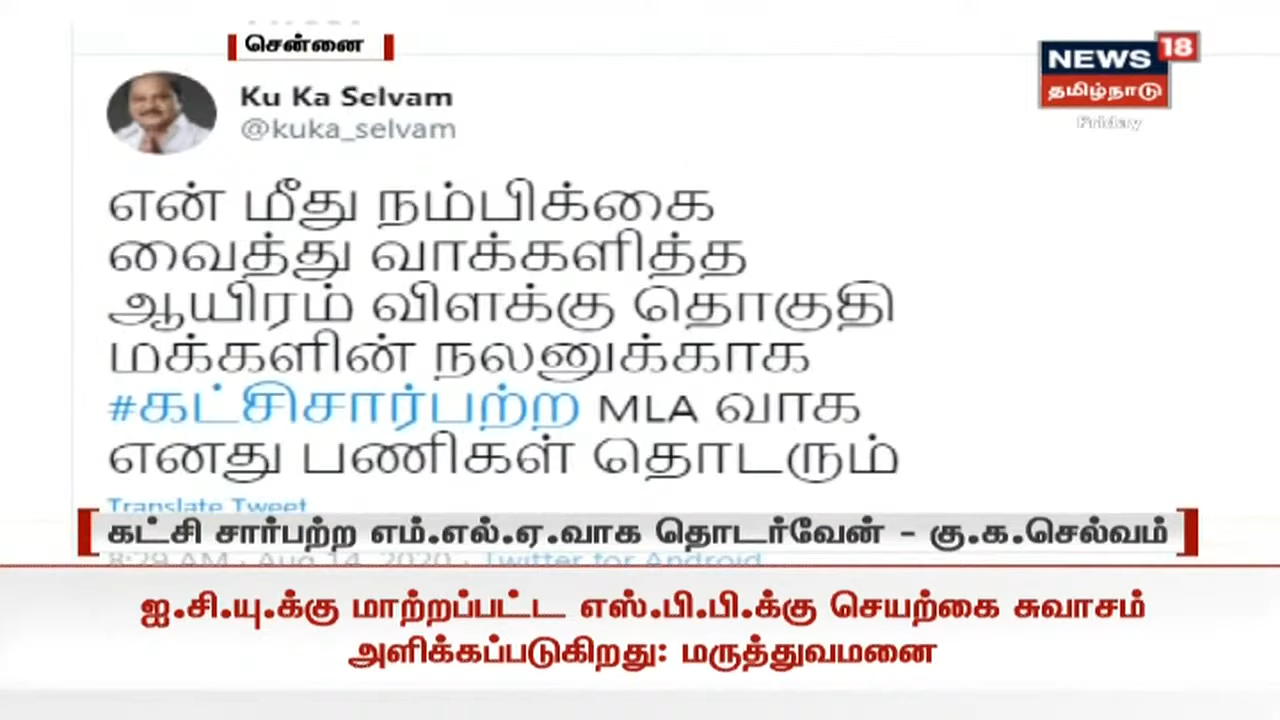 சென்னை
NEWS 18
தமிழ்நாடு
Friday
Ku Ka Selvam
@kuka_selvam
என் மீது நம்பிக்கை
வைத்து வாக்களித்த
ஆயிரம் விளக்கு தொகுதி
மக்களின் நலனுக்காக
#கட்சிசார்பற்ற MLA வாக
எனது பணிகள் தொடரும்
Translate Tweet
கட்சி சார்பற்ற எம்.எல்.ஏ.வாக தொடர்வேன் - கு.க.செல்வம்
8:29 AM · Aug 14, 2020 · Twitter for Android
ஐ.சி.யு.க்கு மாற்றப்பட்ட எஸ்.பி.பி.க்கு செயற்கை சுவாசம்
அளிக்கப்படுகிறது: மருத்துவமனை